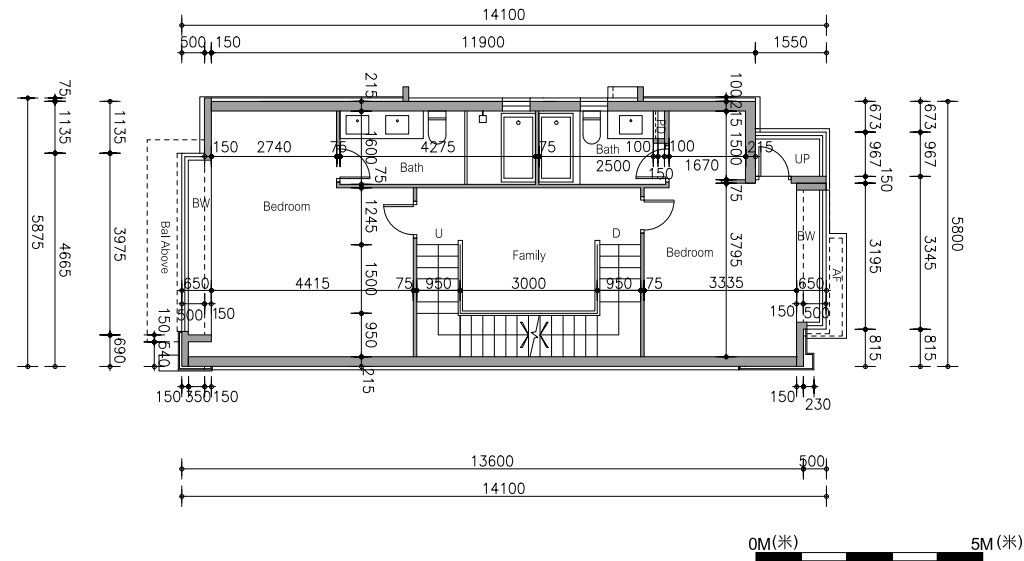 14100
500 150 11900 1550
75 215 100
1135 1135 215 673 673
1600 PD 1500
150 2740 75 4275 75 100 100 215 967 967
Bath Bath 2500 150 1670 UP
75 75 150
BW Bedroom 1245
5875 4665 3975 Bal Above U Family D Bedroom 3795 BW 3195 3345 5800
1500 AF
650 4415 75 950 3000 950 75 3335 650
500 150 150 500
150 950
690 540 815 815
215
150 350 150 150 230
13600 500
14100
0M(米) 5M(米)